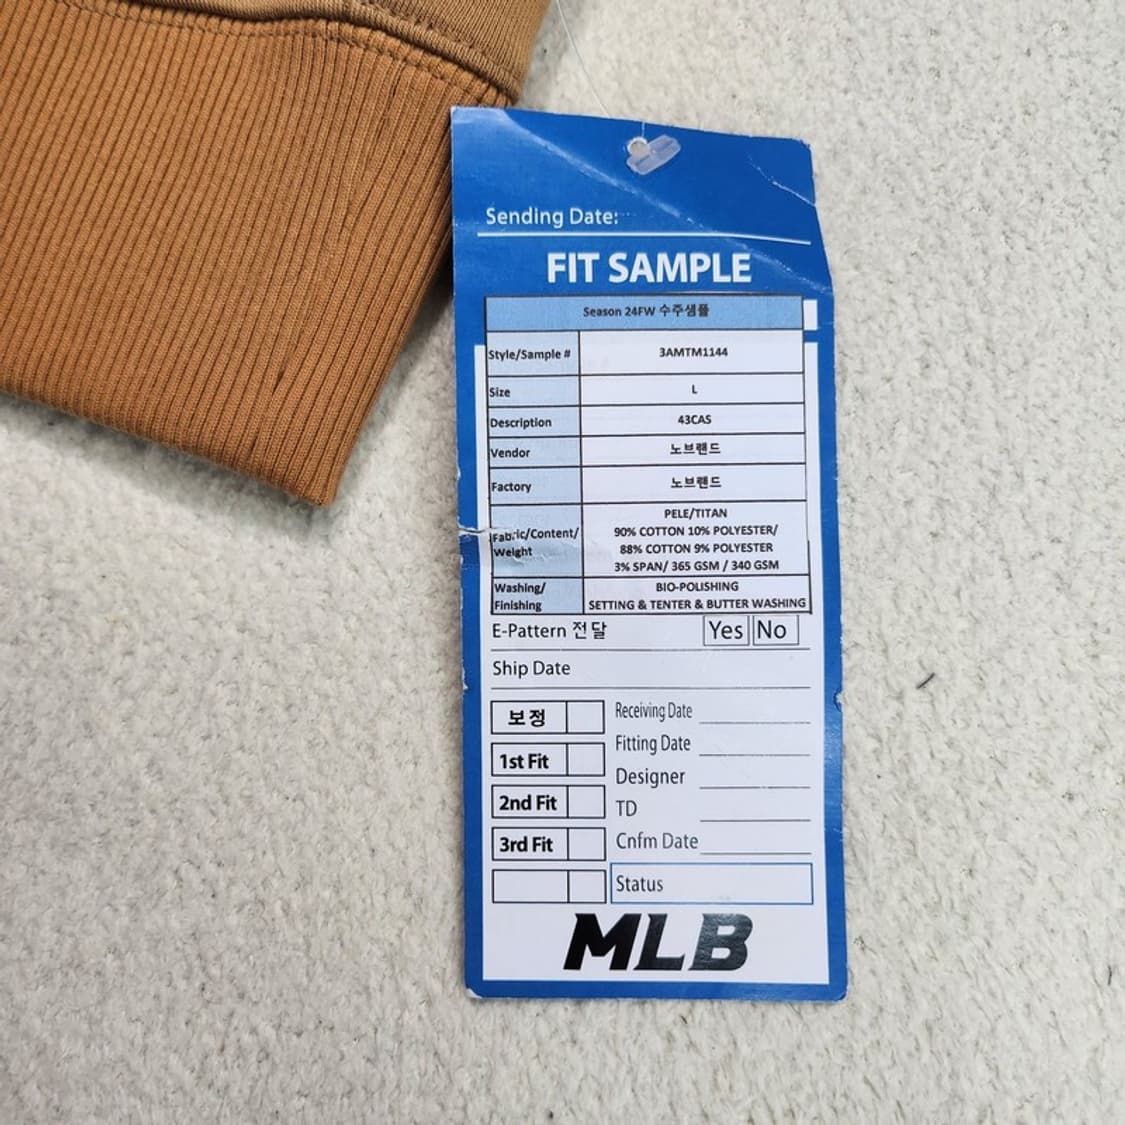 Sending Date:
FIT SAMPLE
Season 24FW 수주샘플
Style/Sample # 3AMTM1144
Size L
Description 43CAS
Vendor 노브랜드
Factory 노브랜드
Fabric/Content/Weight PELE/TITAN
90% COTTON 10% POLYESTER/
88% COTTON 9% POLYESTER
3% SPAN/ 365 GSM / 340 GSM
Washing/ BIO-POLISHING
Finishing SETTING & TENTER & BUTTER WASHING
E-Pattern 전달 Yes No
Ship Date
보정 Receiving Date
1st Fit Fitting Date
Designer
2nd Fit TD
3rd Fit Cnfm Date
Status
MLB